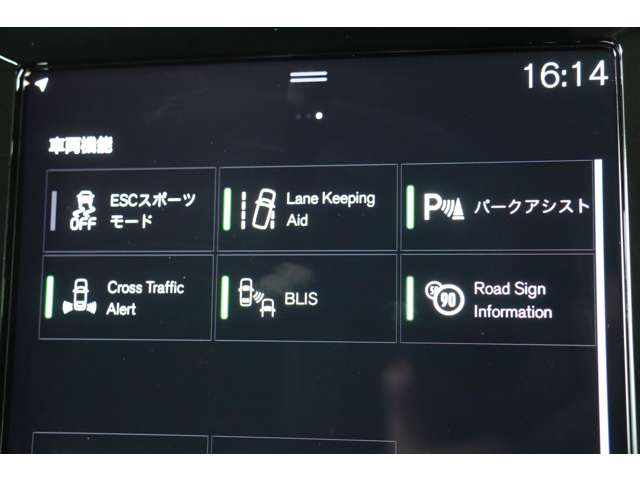 16:14
車両機能
OFF
ESCスポーツ
モード
Lane Keeping
Aid
P
パークアシスト
Cross Traffic
Alert
BLIS
50
90
Road Sign
Information